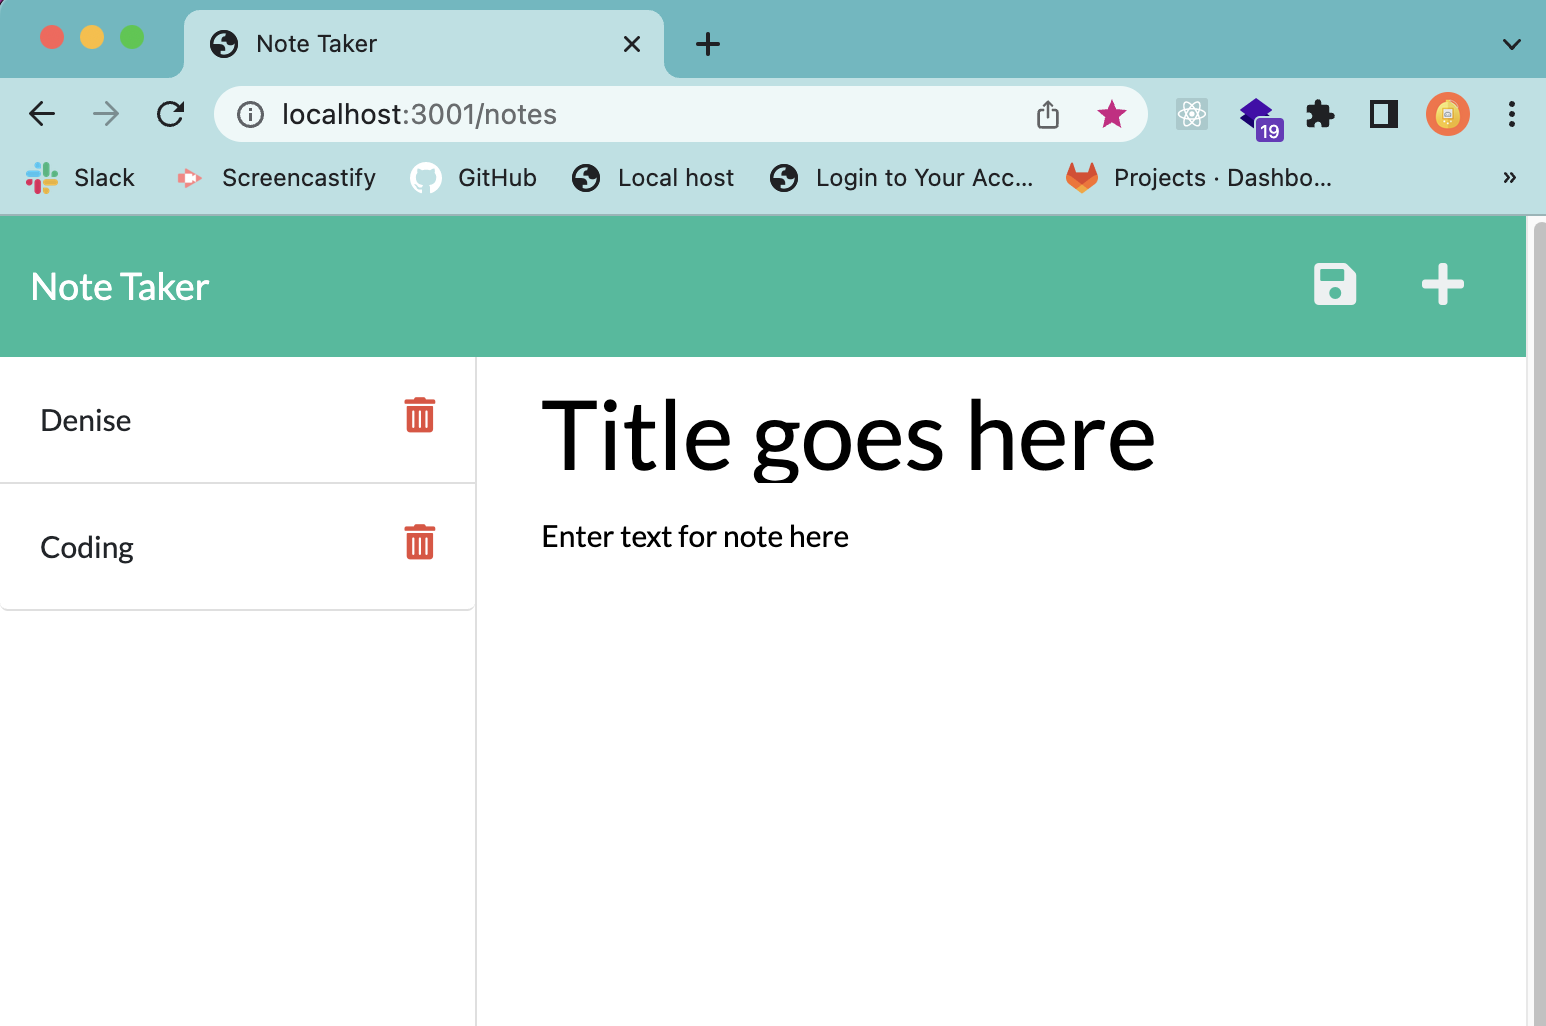 Note Taker
localhost:3001/notes
19
Slack Screencastify GitHub Local host Login to Your Acc... Projects · Dashbo... »
Note Taker
Denise
Coding
Title goes here
Enter text for note here